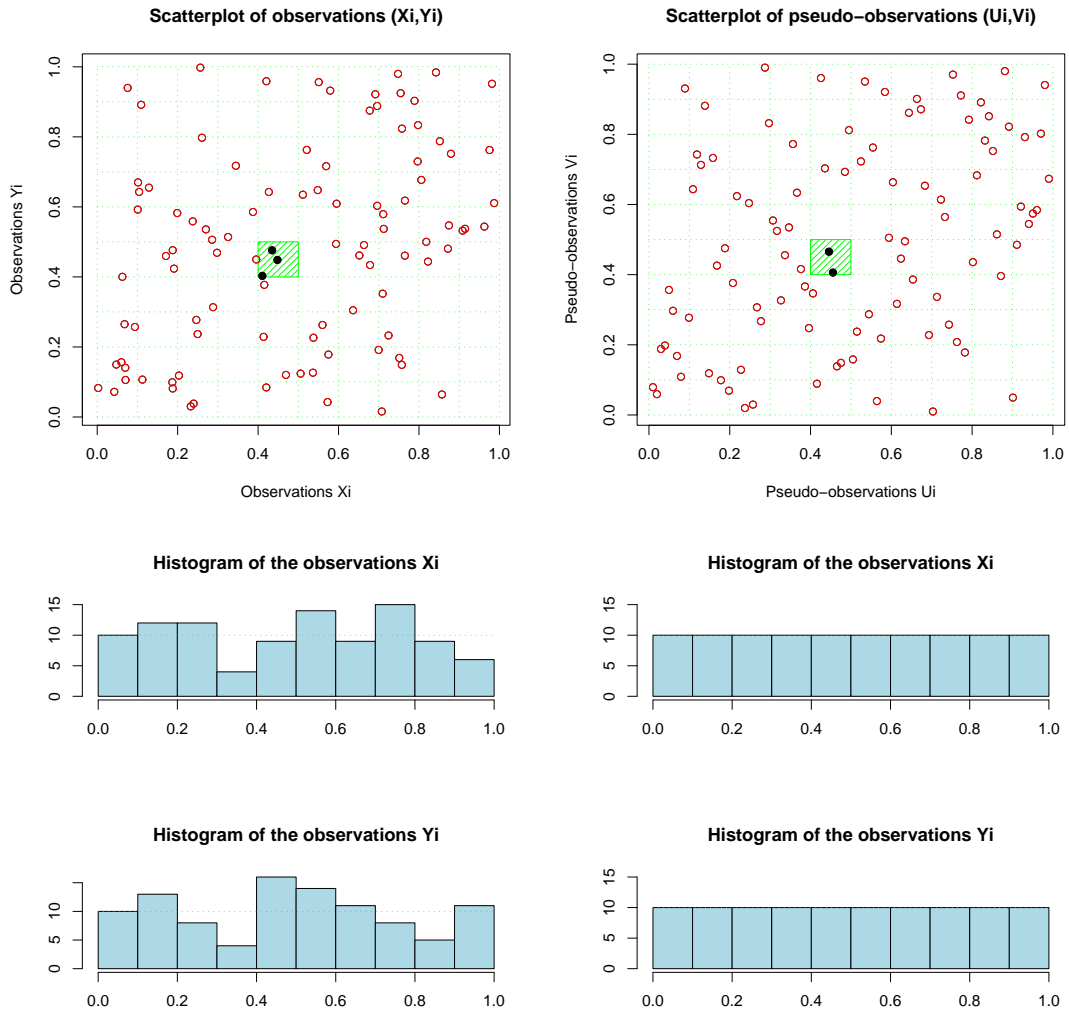 Scatterplot of observations (Xi,Yi)
Observations Yi
1.0
0.8
0.6
0.4
0.2
0.0
0.0 0.2 0.4 0.6 0.8 1.0
Observations Xi
Scatterplot of pseudo−observations (Ui,Vi)
Pseudo−observations Vi
1.0
0.8
0.6
0.4
0.2
0.0
0.0 0.2 0.4 0.6 0.8 1.0
Pseudo−observations Ui
Histogram of the observations Xi
15
10
5
0
0.0 0.2 0.4 0.6 0.8 1.0
Histogram of the observations Xi
15
10
5
0
0.0 0.2 0.4 0.6 0.8 1.0
Histogram of the observations Yi
10
5
0
0.0 0.2 0.4 0.6 0.8 1.0
Histogram of the observations Yi
15
10
5
0
0.0 0.2 0.4 0.6 0.8 1.0